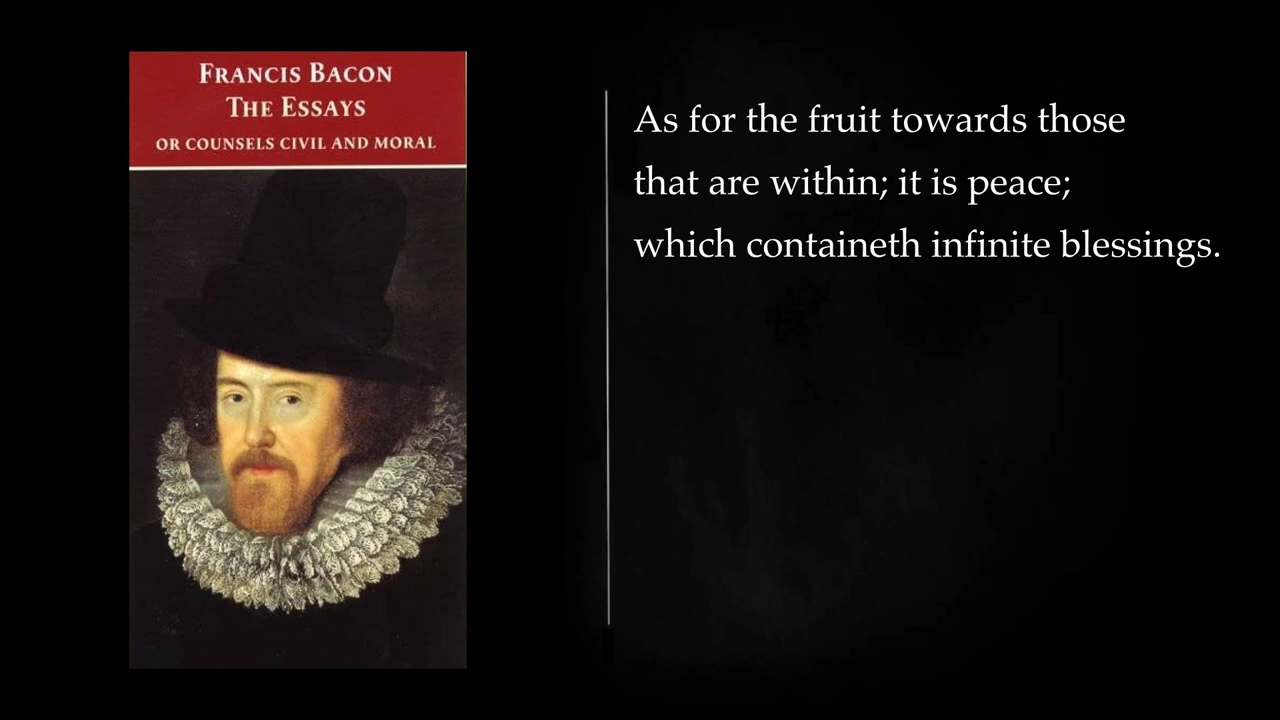 FRANCIS BACON
THE ESSAYS
OR COUNSELS CIVIL AND MORAL
As for the fruit towards those
that are within; it is peace;
which containeth infinite blessings.